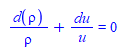 d(ρ)/ρ + du/u = 0